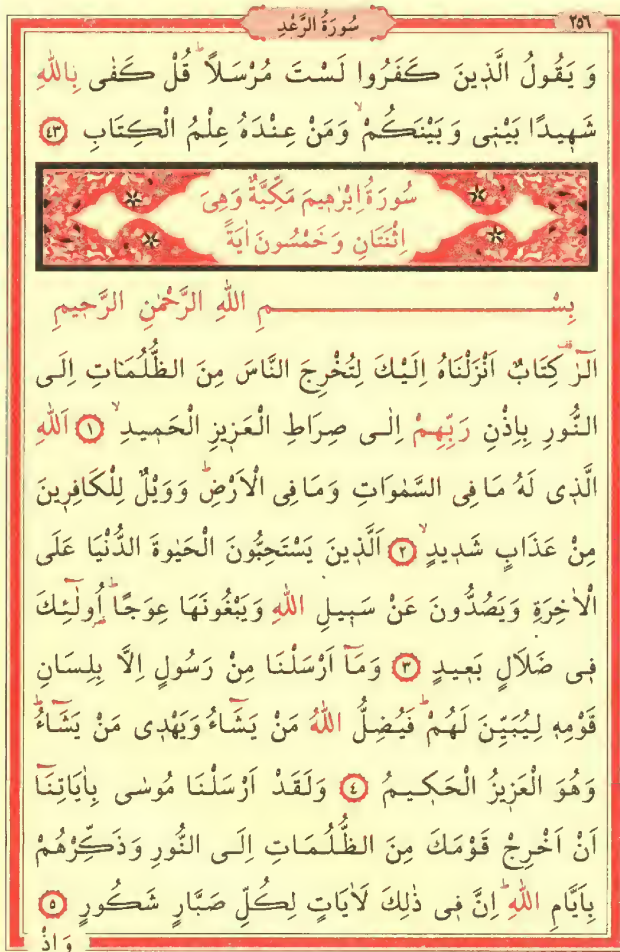 سُورَةُ الرَّعْدِ ٢٥٦
وَ يَقُولُ الَّذِينَ كَفَرُوا لَسْتَ مُرْسَلاًۜ قُلْ كَفٰى بِاللّٰهِ
شَهِيدًا بَيْنِى وَ بَيْنَكُمْۙ وَمَنْ عِنْدَهُ عِلْمُ الْكِتَابِ ﴿٤٣﴾
سُورَةُ اِبْرٰهِيمَ مَكِّيَّةٌ وَهِىَ
اِثْنَتَانِ وَ خَمْسُونَ اٰيَةً
بِسْــــــــمِ اللّٰهِ الرَّحْمٰنِ الرَّحِيمِ
الٓرٰ كِتَابٌ اَنْزَلْنَاهُ اِلَيْكَ لِتُخْرِجَ النَّاسَ مِنَ الظُّلُمَاتِ اِلَى
النُّورِ بِاِذْنِ رَبِّهِمْ اِلٰى صِرَاطِ الْعَزِيزِ الْحَمِيدِۙ ﴿١﴾ اَللّٰهِ
الَّذِى لَهُ مَا فِى السَّمٰوَاتِ وَمَا فِى الْاَرْضِۜ وَوَيْلٌ لِلْكَافِرِينَ
مِنْ عَذَابٍ شَدِيدٍۙ ﴿٢﴾ اَلَّذِينَ يَسْتَحِبُّونَ الْحَيٰوةَ الدُّنْيَا عَلَى
الْاٰخِرَةِ وَيَصُدُّونَ عَنْ سَبِيلِ اللّٰهِ وَيَبْغُونَهَا عِوَجًاۜ اُولٰٓئِكَ
فِى ضَلَالٍ بَعِيدٍ ﴿٣﴾ وَمَٓا اَرْسَلْنَا مِنْ رَسُولٍ اِلَّا بِلِسَانِ
قَوْمِهِ لِيُبَيِّنَ لَهُمْۜ فَيُضِلُّ اللّٰهُ مَنْ يَشَٓاءُ وَيَهْدِى مَنْ يَشَٓاءُۜ
وَهُوَ الْعَزِيزُ الْحَكِيمُ ﴿٤﴾ وَلَقَدْ اَرْسَلْنَا مُوسٰى بِاٰيَاتِنَٓا
اَنْ اَخْرِجْ قَوْمَكَ مِنَ الظُّلُمَاتِ اِلَى النُّورِ وَذَكِّرْهُمْ
بِاَيَّامِ اللّٰهِۜ اِنَّ فِى ذٰلِكَ لَاٰيَاتٍ لِكُلِّ صَبَّارٍ شَكُورٍ ﴿٥﴾
وَاِذْ